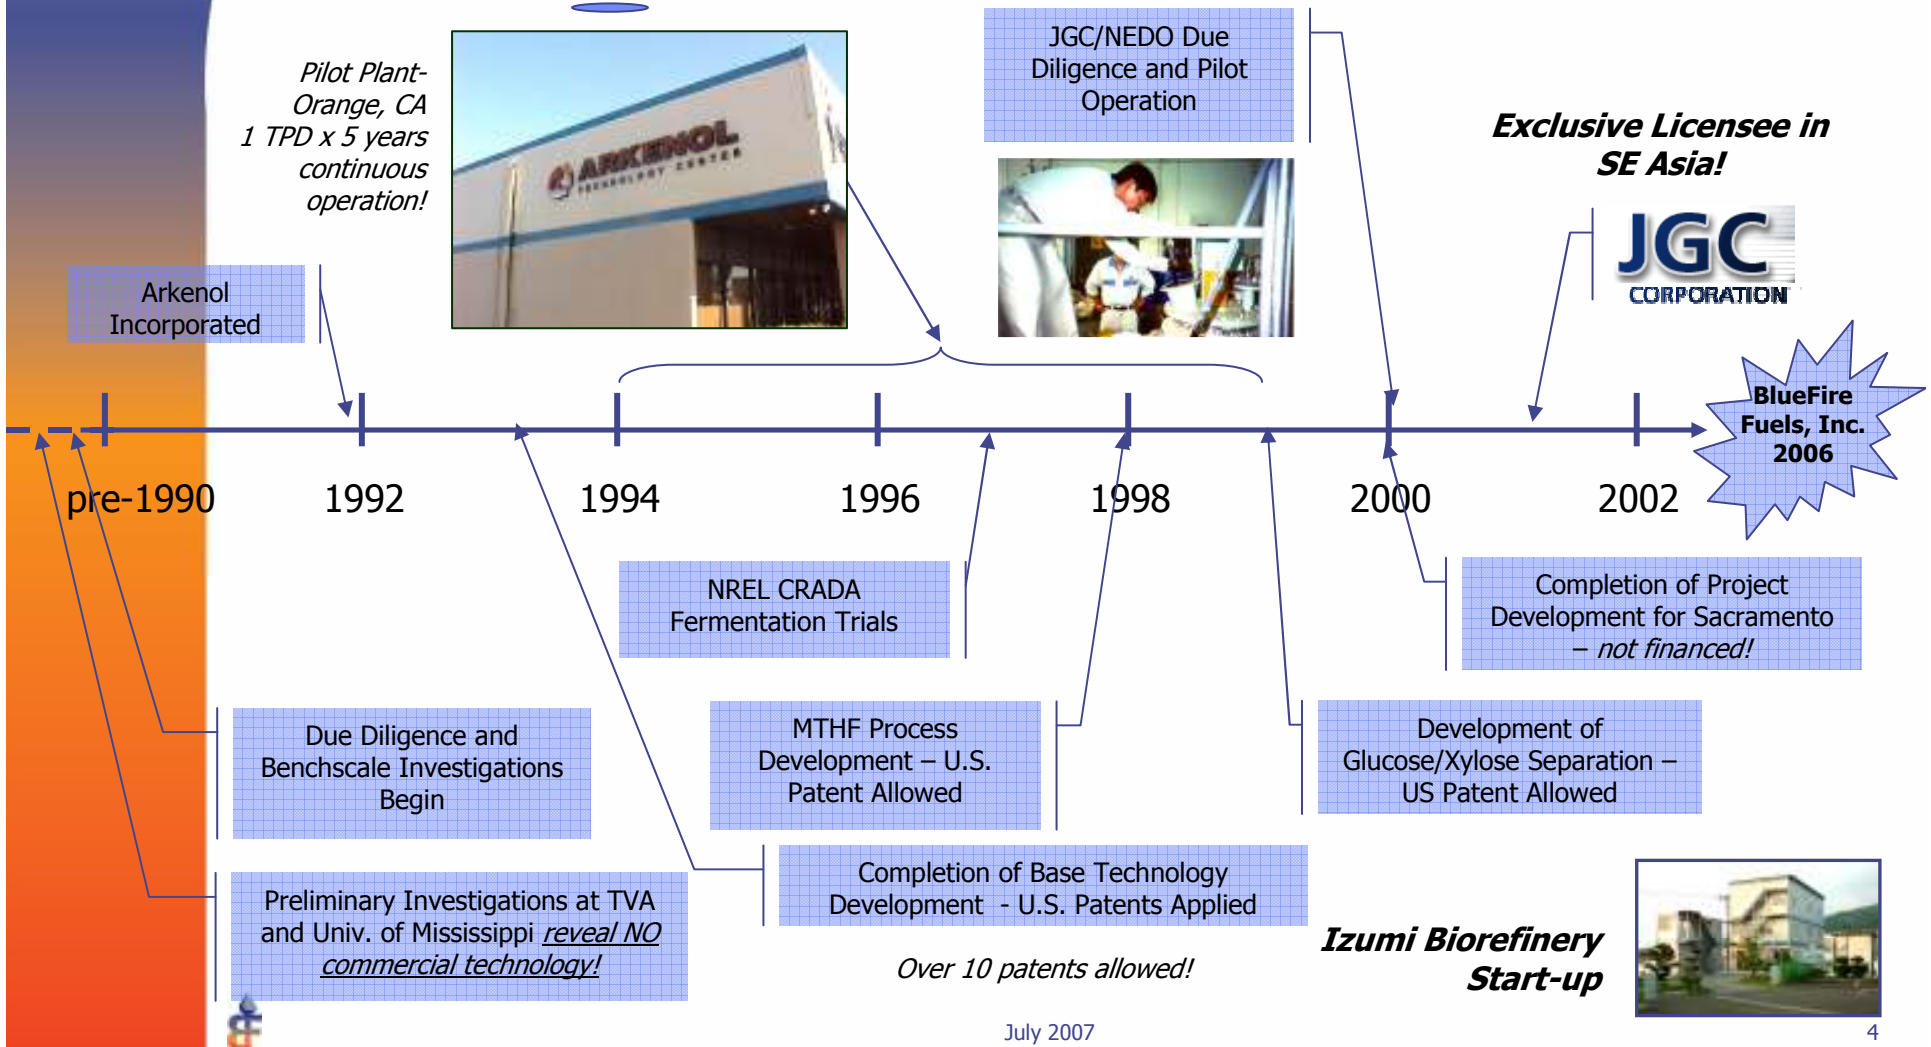 Pilot Plant-
Orange, CA
1 TPD x 5 years
continuous
operation!
ARKENOL
TECHNOLOGY CENTER
JGC/NEDO Due
Diligence and Pilot
Operation
Exclusive Licensee in
SE Asia!
JGC
CORPORATION
Arkenol
Incorporated
BlueFire
Fuels, Inc.
2006
pre-1990
1992
1994
1996
1998
2000
2002
NREL CRADA
Fermentation Trials
Completion of Project
Development for Sacramento
– not financed!
Due Diligence and
Benchscale Investigations
Begin
MTHF Process
Development – U.S.
Patent Allowed
Development of
Glucose/Xylose Separation –
US Patent Allowed
Preliminary Investigations at TVA
and Univ. of Mississippi reveal NO
commercial technology!
Completion of Base Technology
Development - U.S. Patents Applied
Over 10 patents allowed!
Izumi Biorefinery
Start-up
July 2007
4